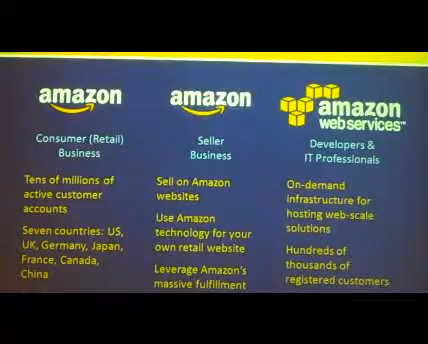 amazon
Consumer (Retail)
Business
Tens of millions of
active customer
accounts
Seven countries: US,
UK, Germany, Japan,
France, Canada,
China
amazon
Seller
Business
Sell on Amazon
websites
Use Amazon
technology for your
own retail website
Leverage Amazon's
massive fulfillment
amazon
webservices™
Developers &
IT Professionals
On-demand
infrastructure for
hosting web-scale
solutions
Hundreds of
thousands of
registered customers